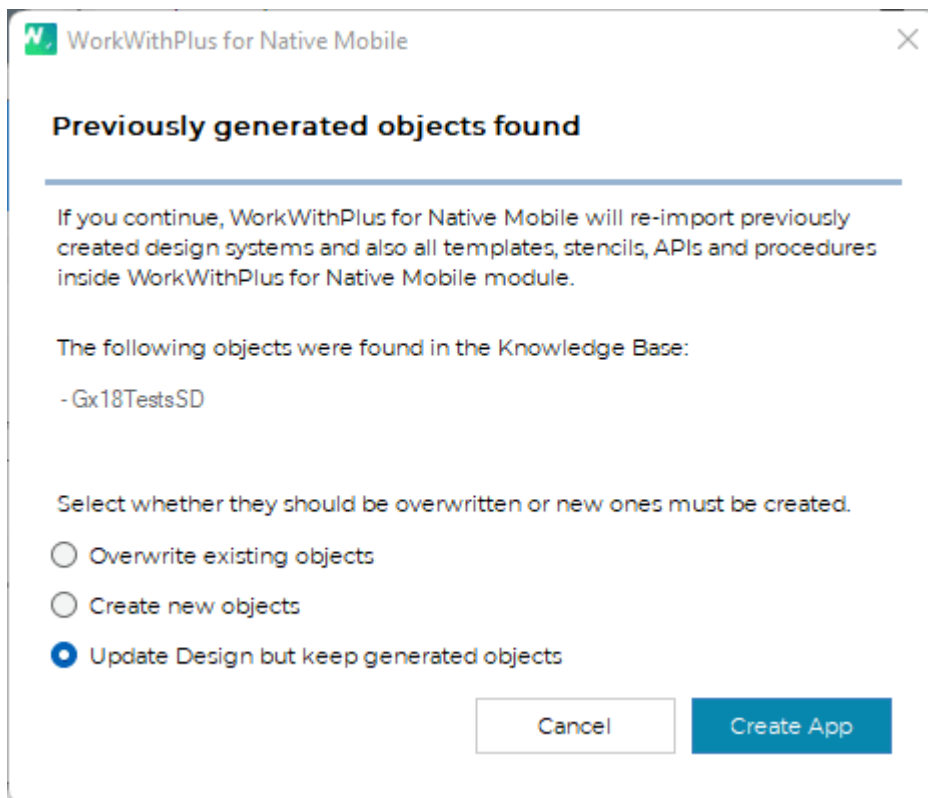 WorkWithPlus for Native Mobile
Previously generated objects found
If you continue, WorkWithPlus for Native Mobile will re-import previously
created design systems and also all templates, stencils, APIs and procedures
inside WorkWithPlus for Native Mobile module.
The following objects were found in the Knowledge Base:
- Gx18TestsSD
Select whether they should be overwritten or new ones must be created.
Overwrite existing objects
Create new objects
Update Design but keep generated objects
Cancel
Create App